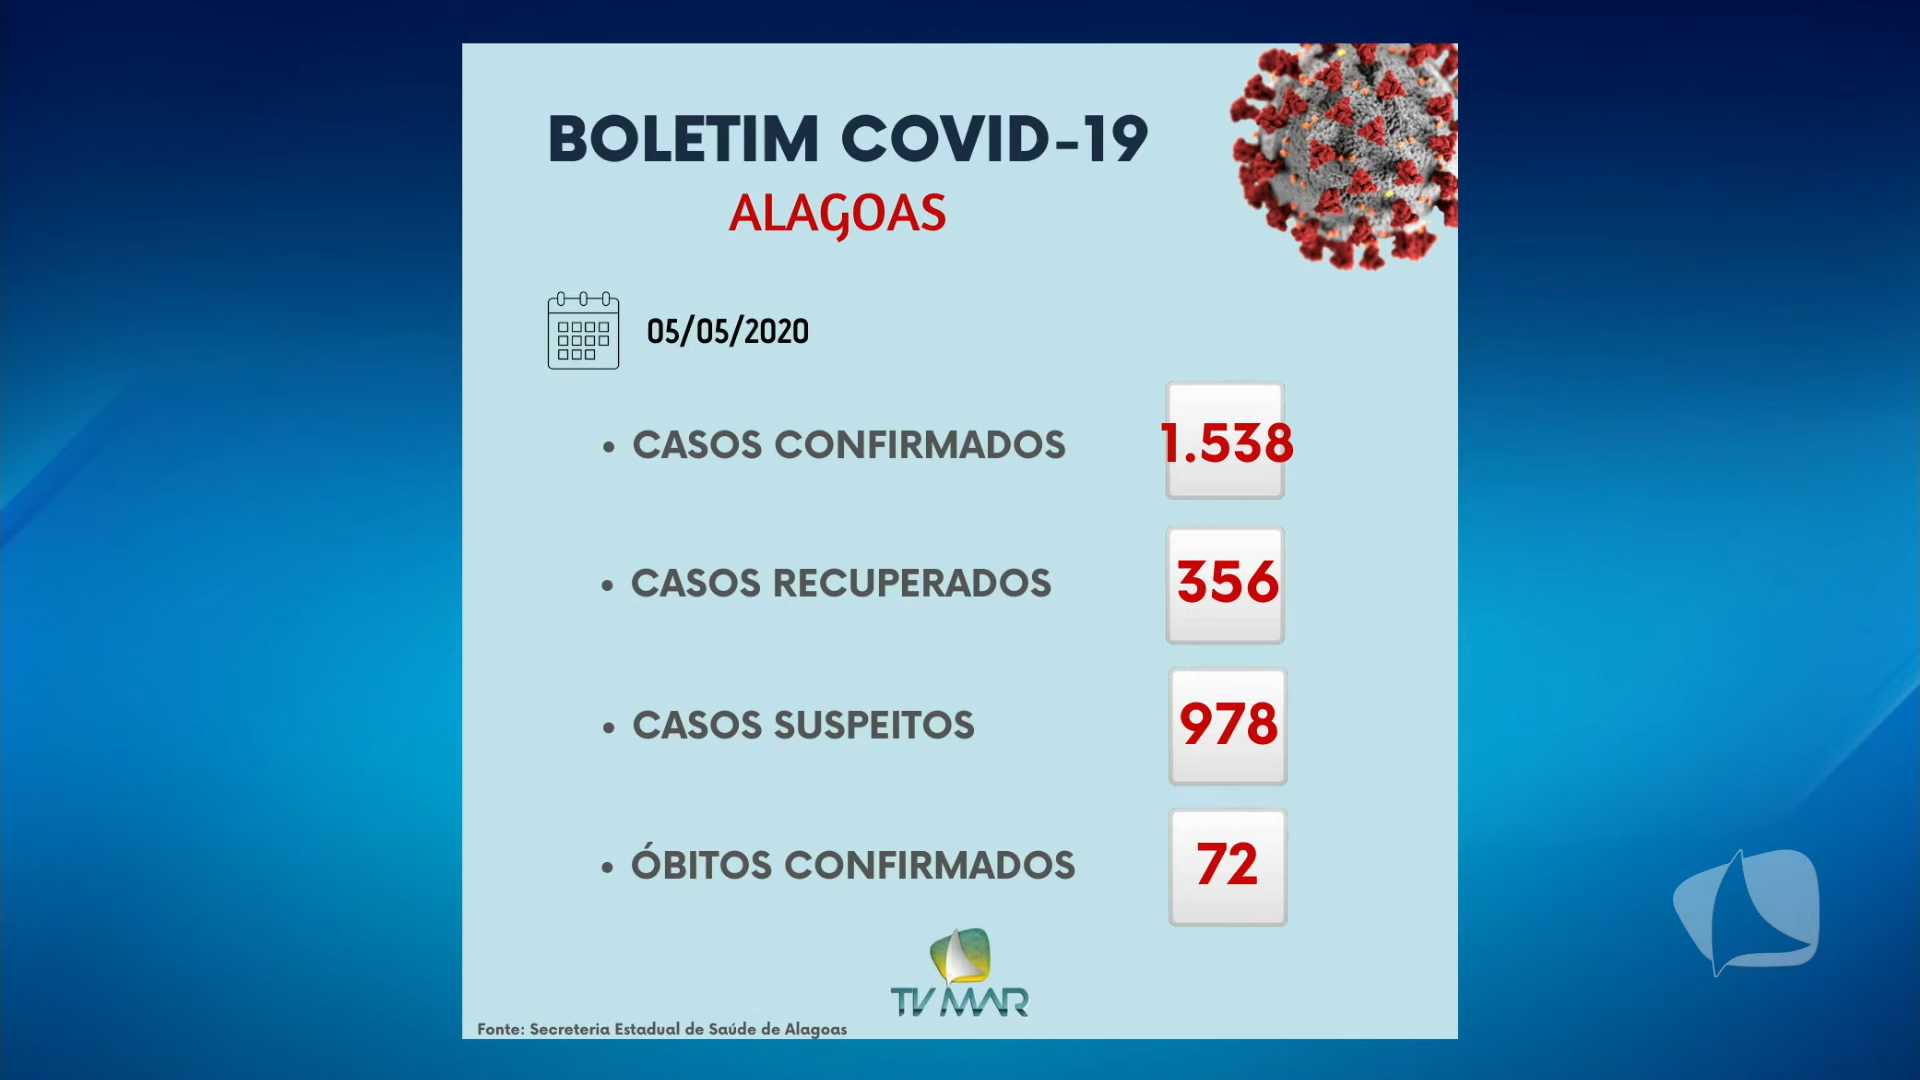 BOLETIM COVID-19
ALAGOAS
05/05/2020
• CASOS CONFIRMADOS 1.538
• CASOS RECUPERADOS 356
• CASOS SUSPEITOS 978
• ÓBITOS CONFIRMADOS 72
TV MAR
Fonte: Secreteria Estadual de Saúde de Alagoas